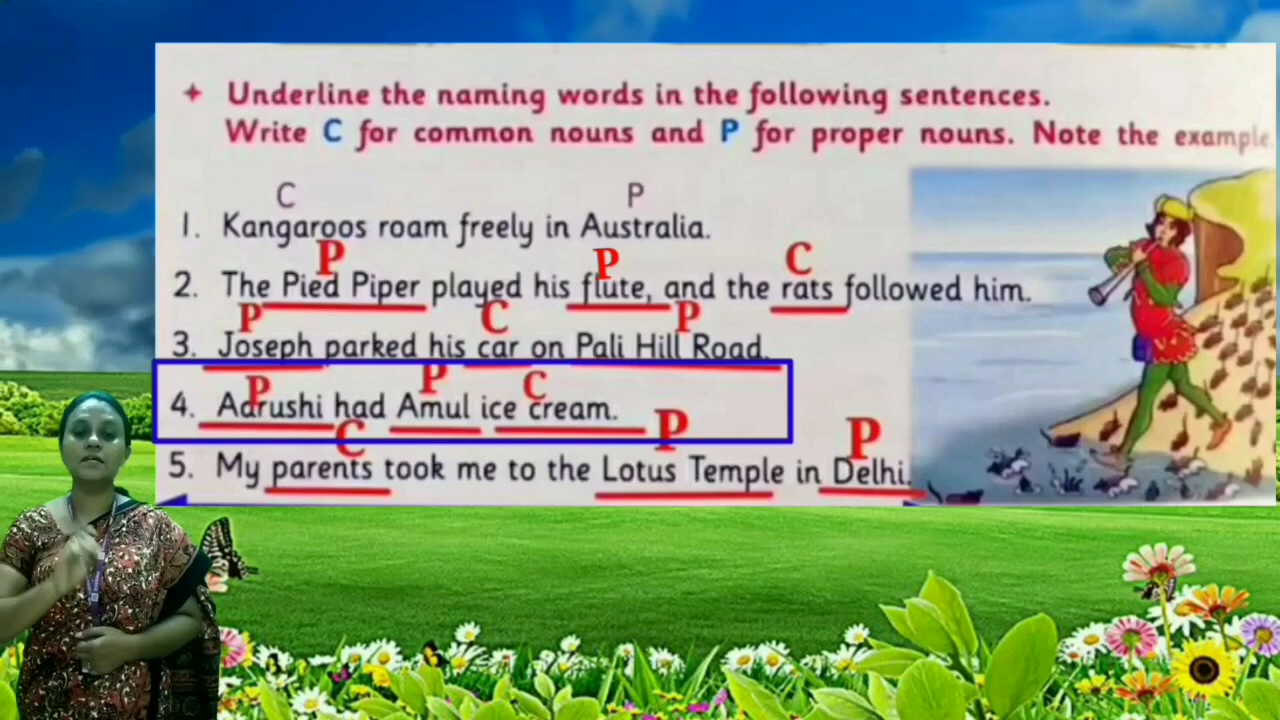 + Underline the naming words in the following sentences.
Write C for common nouns and P for proper nouns. Note the example
C P
1. Kangaroos roam freely in Australia.
P P C
2. The Pied Piper played his flute, and the rats followed him.
P C P
3. Joseph parked his car on Pali Hill Road.
P P C
4. Aarushi had Amul ice cream.
C P P
5. My parents took me to the Lotus Temple in Delhi.